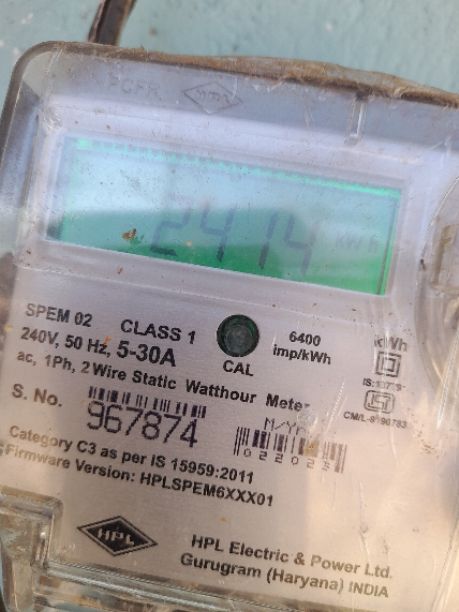 HPL
2414 kWh
SPEM 02 CLASS 1 6400
240V, 50 Hz, 5-30A CAL imp/kWh
ac, 1Ph, 2 Wire Static Watthour Meter
S. No. 967874
Category C3 as per IS 15959:2011
Firmware Version: HPLSPEM6XXX01
HPL
HPL Electric & Power Ltd.
Gurugram (Haryana) INDIA